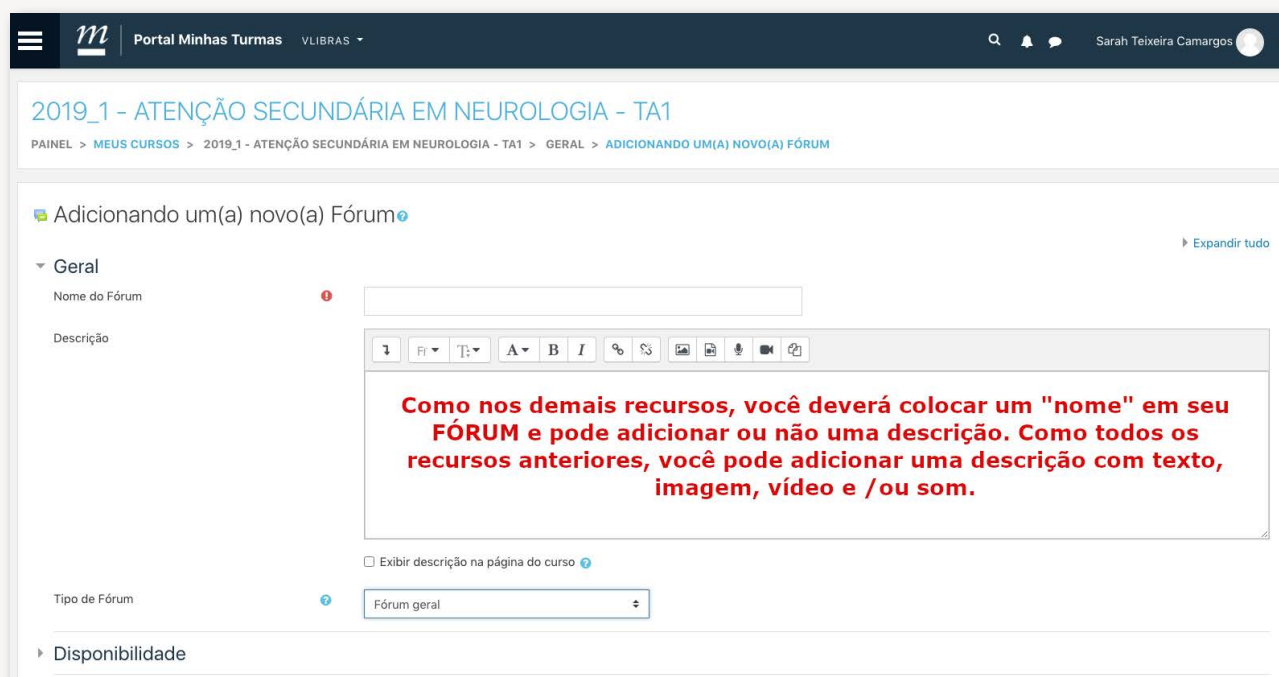 m Portal Minhas Turmas VLIBRAS Sarah Teixeira Camargos
2019_1 - ATENÇÃO SECUNDÁRIA EM NEUROLOGIA - TA1
PAINEL > MEUS CURSOS > 2019_1 - ATENÇÃO SECUNDÁRIA EM NEUROLOGIA - TA1 > GERAL > ADICIONANDO UM(A) NOVO(A) FÓRUM
Adicionando um(a) novo(a) Fórum
Expandir tudo
Geral
Nome do Fórum
Descrição
Fr T A B I
Como nos demais recursos, você deverá colocar um "nome" em seu
FÓRUM e pode adicionar ou não uma descrição. Como todos os
recursos anteriores, você pode adicionar uma descrição com texto,
imagem, vídeo e /ou som.
Exibir descrição na página do curso
Tipo de Fórum
Fórum geral
Disponibilidade